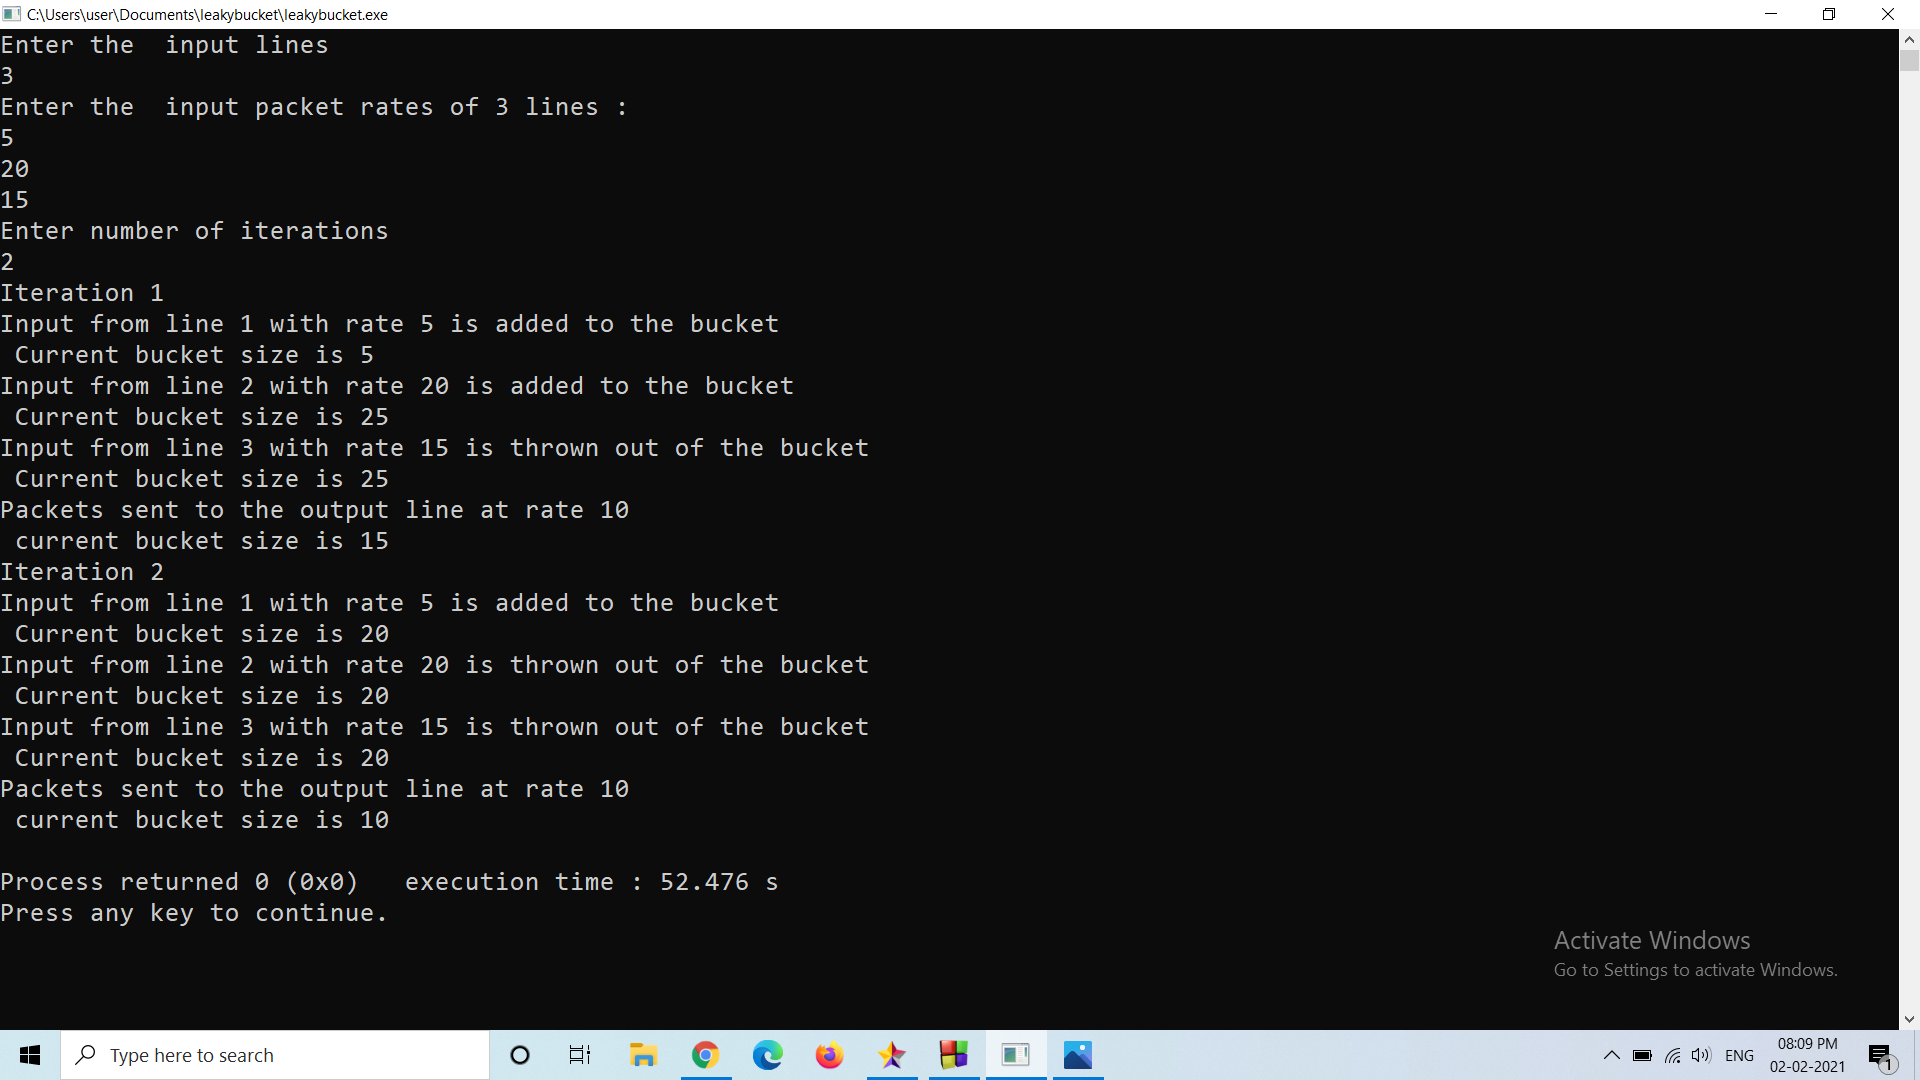 C:\Users\user\Documents\leakybucket\leakybucket.exe
Enter the  input lines
3
Enter the  input packet rates of 3 lines :
5
20
15
Enter number of iterations
2
Iteration 1
Input from line 1 with rate 5 is added to the bucket
 Current bucket size is 5
Input from line 2 with rate 20 is added to the bucket
 Current bucket size is 25
Input from line 3 with rate 15 is thrown out of the bucket
 Current bucket size is 25
Packets sent to the output line at rate 10
 current bucket size is 15
Iteration 2
Input from line 1 with rate 5 is added to the bucket
 Current bucket size is 20
Input from line 2 with rate 20 is thrown out of the bucket
 Current bucket size is 20
Input from line 3 with rate 15 is thrown out of the bucket
 Current bucket size is 20
Packets sent to the output line at rate 10
 current bucket size is 10

Process returned 0 (0x0)   execution time : 52.476 s
Press any key to continue.
Activate Windows
Go to Settings to activate Windows.
Type here to search
ENG
08:09 PM
02-02-2021
1